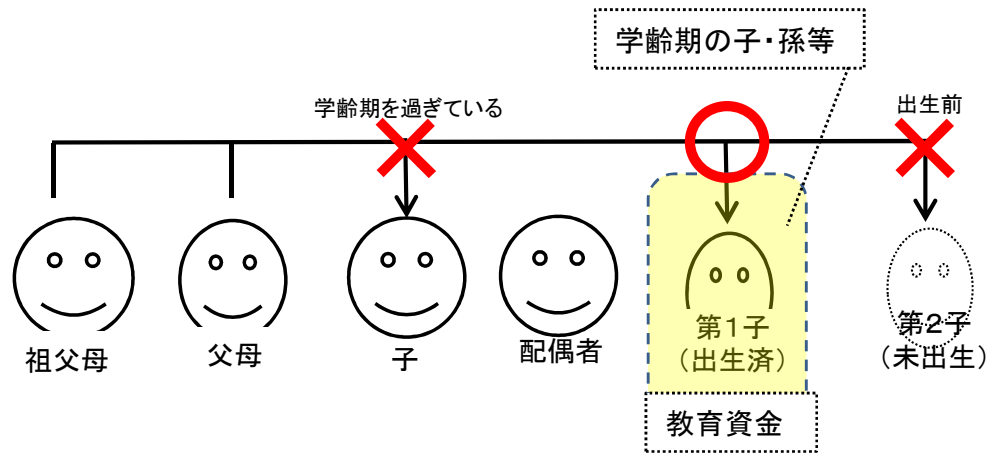 学齢期の子・孫等
学齢期を過ぎている
出生前
祖父母
父母
子
配偶者
第1子
（出生済）
第2子
（未出生）
教育資金